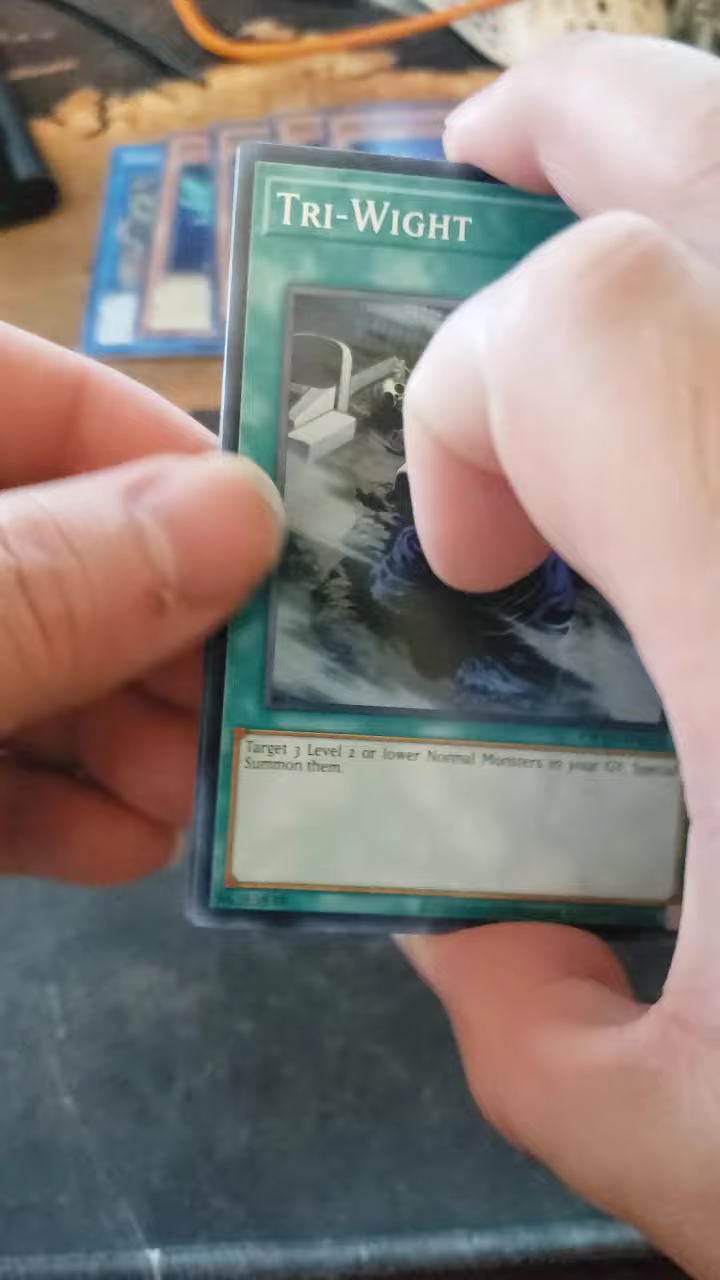 TRI-WIGHT
Target 3 Level 2 or lower Normal Monsters in your GY; Special
Summon them.